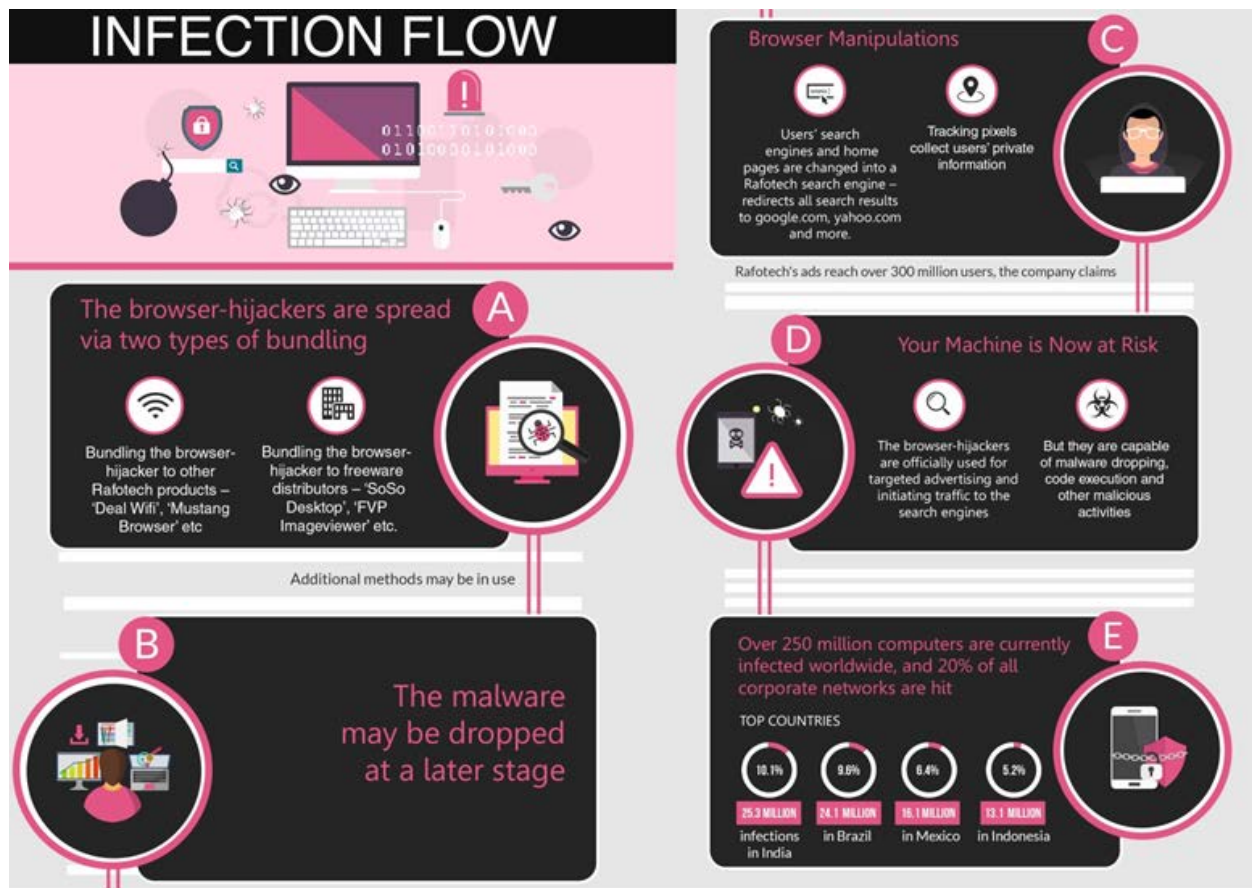 INFECTION FLOW
01100110101000
01010000101000
A
The browser-hijackers are spread
via two types of bundling
Bundling the browser-
hijacker to other
Rafotech products –
‘Deal Wifi’, ‘Mustang
Browser’ etc
Bundling the browser-
hijacker to freeware
distributors – ‘SoSo
Desktop’, ‘FVP
Imageviewer’ etc.
Additional methods may be in use
B
The malware
may be dropped
at a later stage
C
Browser Manipulations
Users’ search
engines and home
pages are changed into a
Rafotech search engine –
redirects all search results
to google.com, yahoo.com
and more.
Tracking pixels
collect users’ private
information
Rafotech's ads reach over 300 million users, the company claims
D
Your Machine is Now at Risk
The browser-hijackers
are officially used for
targeted advertising and
initiating traffic to the
search engines
But they are capable
of malware dropping,
code execution and
other malicious
activities
E
Over 250 million computers are currently
infected worldwide, and 20% of all
corporate networks are hit
TOP COUNTRIES
10.1%
25.3 MILLION
infections
in India
9.6%
24.1 MILLION
in Brazil
6.4%
16.1 MILLION
in Mexico
5.2%
13.1 MILLION
in Indonesia